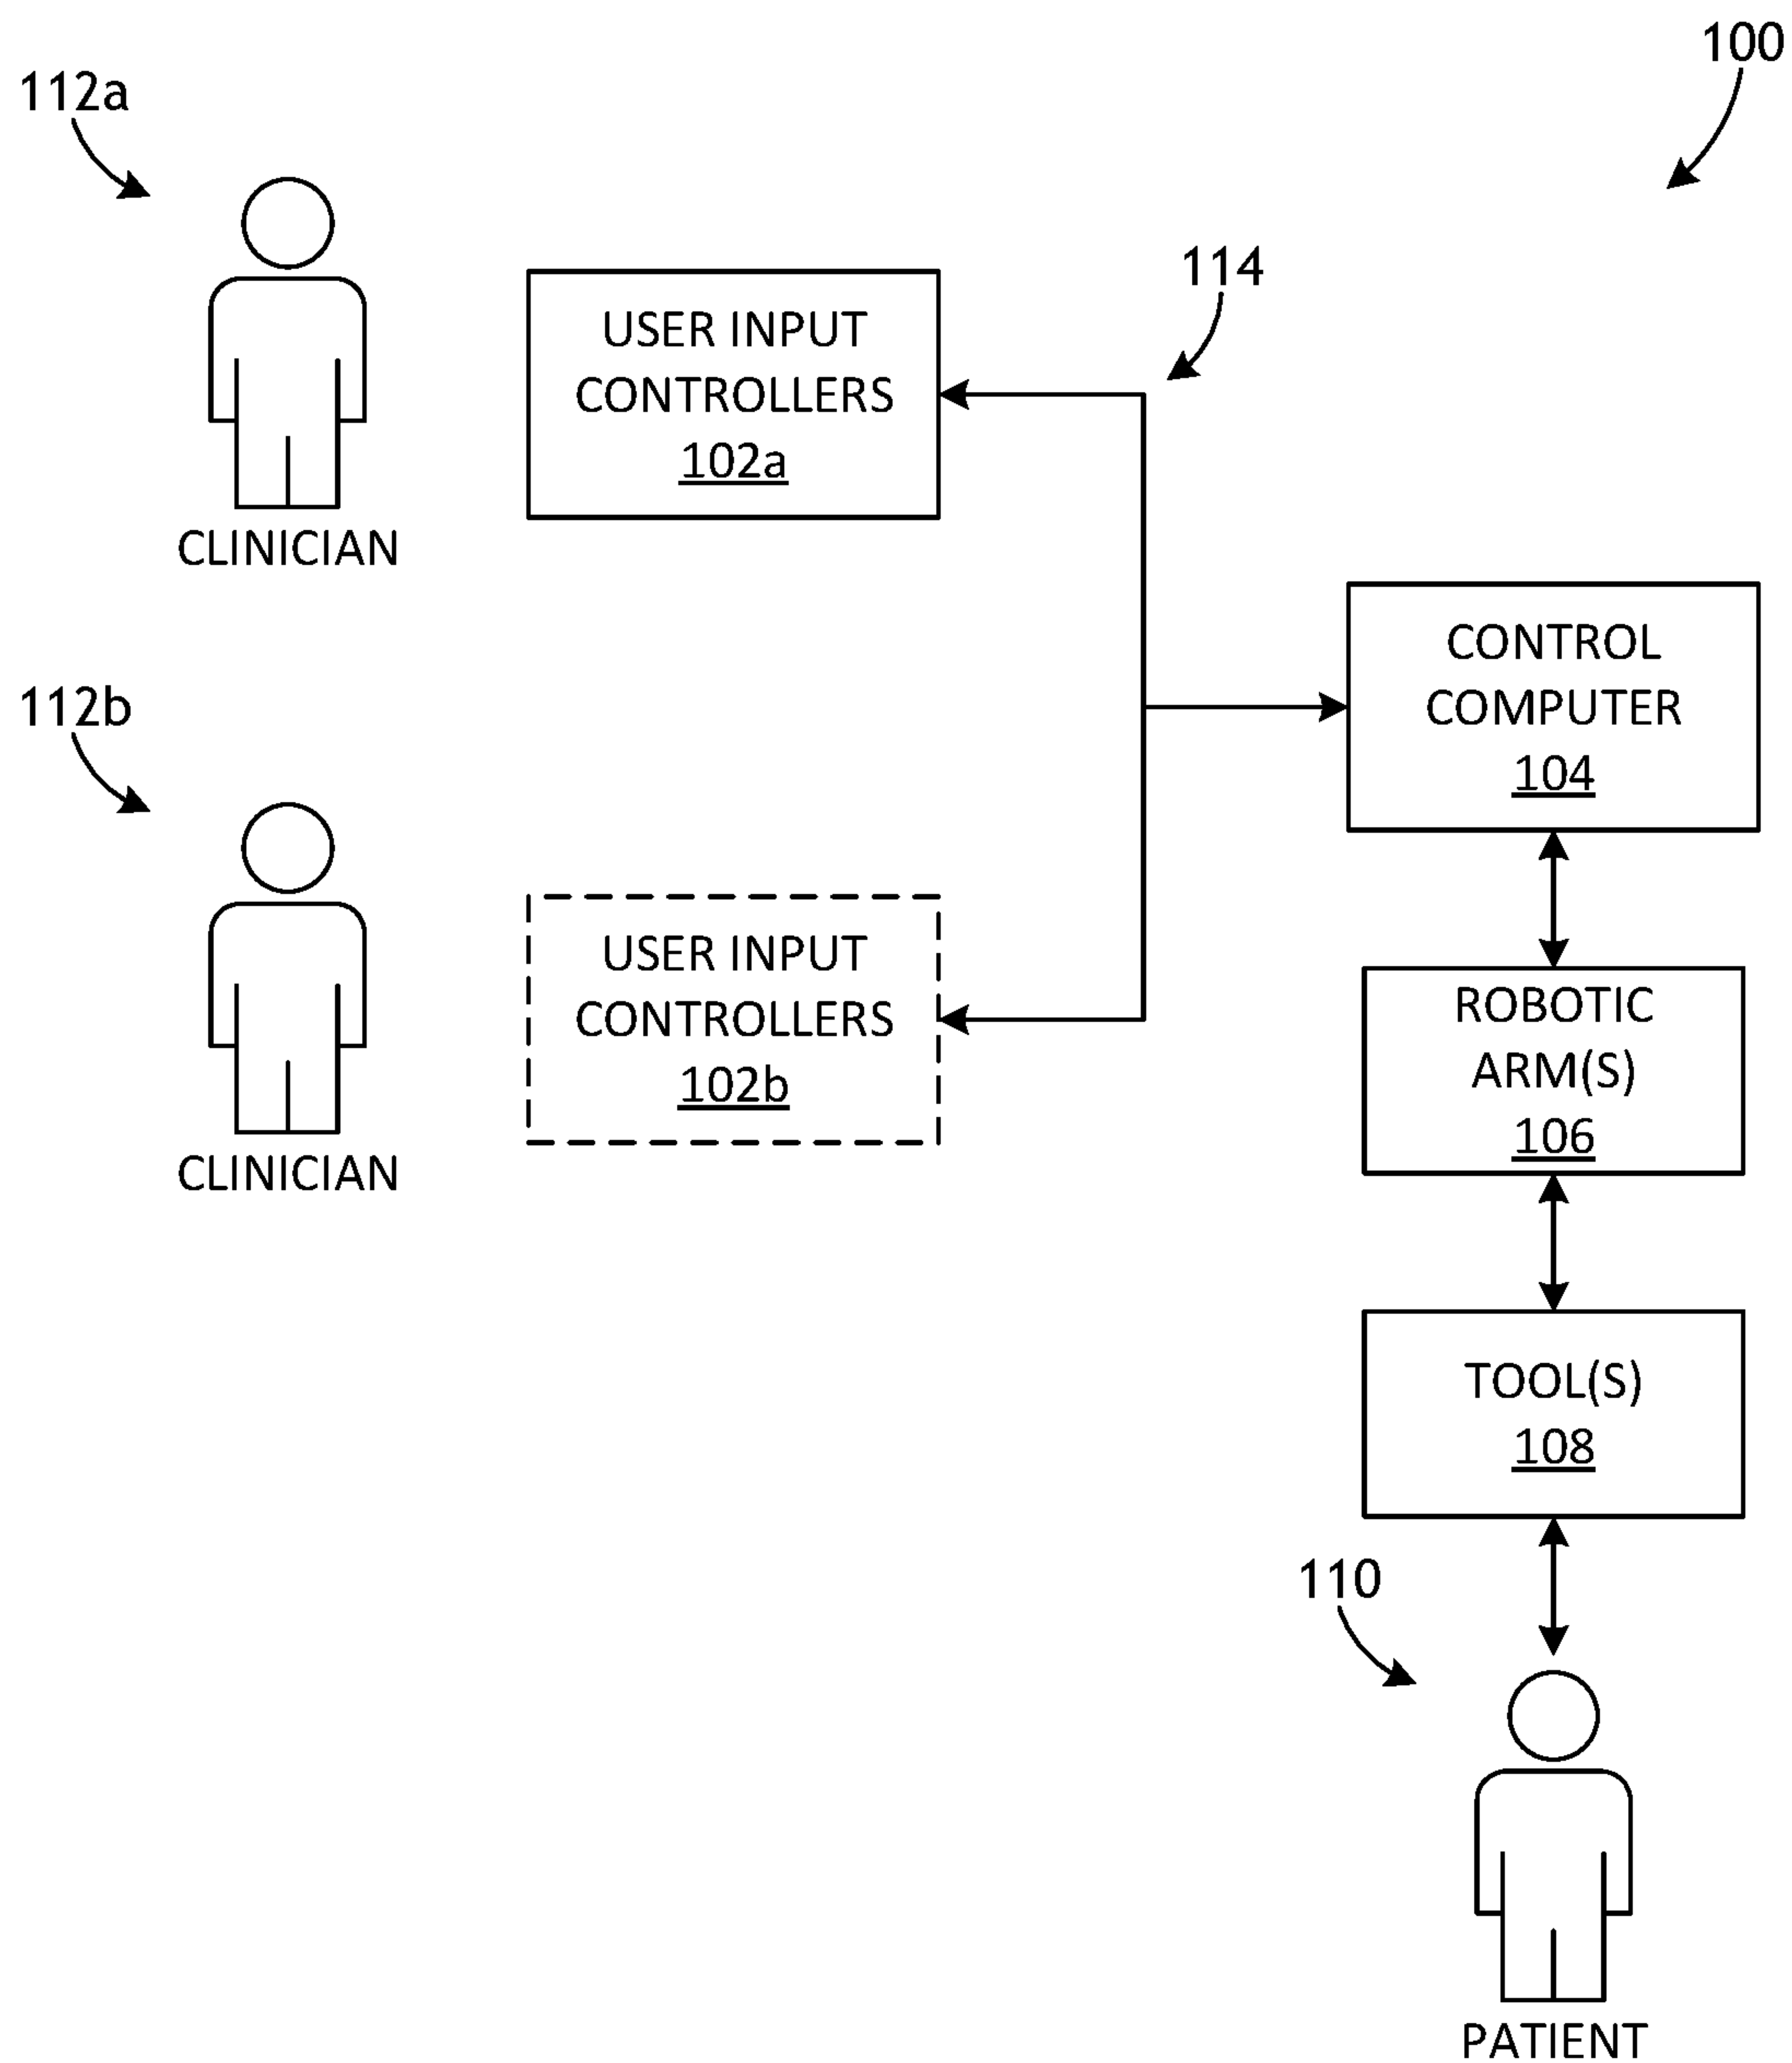 100
112a
114
USER INPUT
CONTROLLERS
102a
CLINICIAN
CONTROL
COMPUTER
104
112b
USER INPUT
CONTROLLERS
102b
CLINICIAN
ROBOTIC
ARM(S)
106
TOOL(S)
108
110
PATIENT